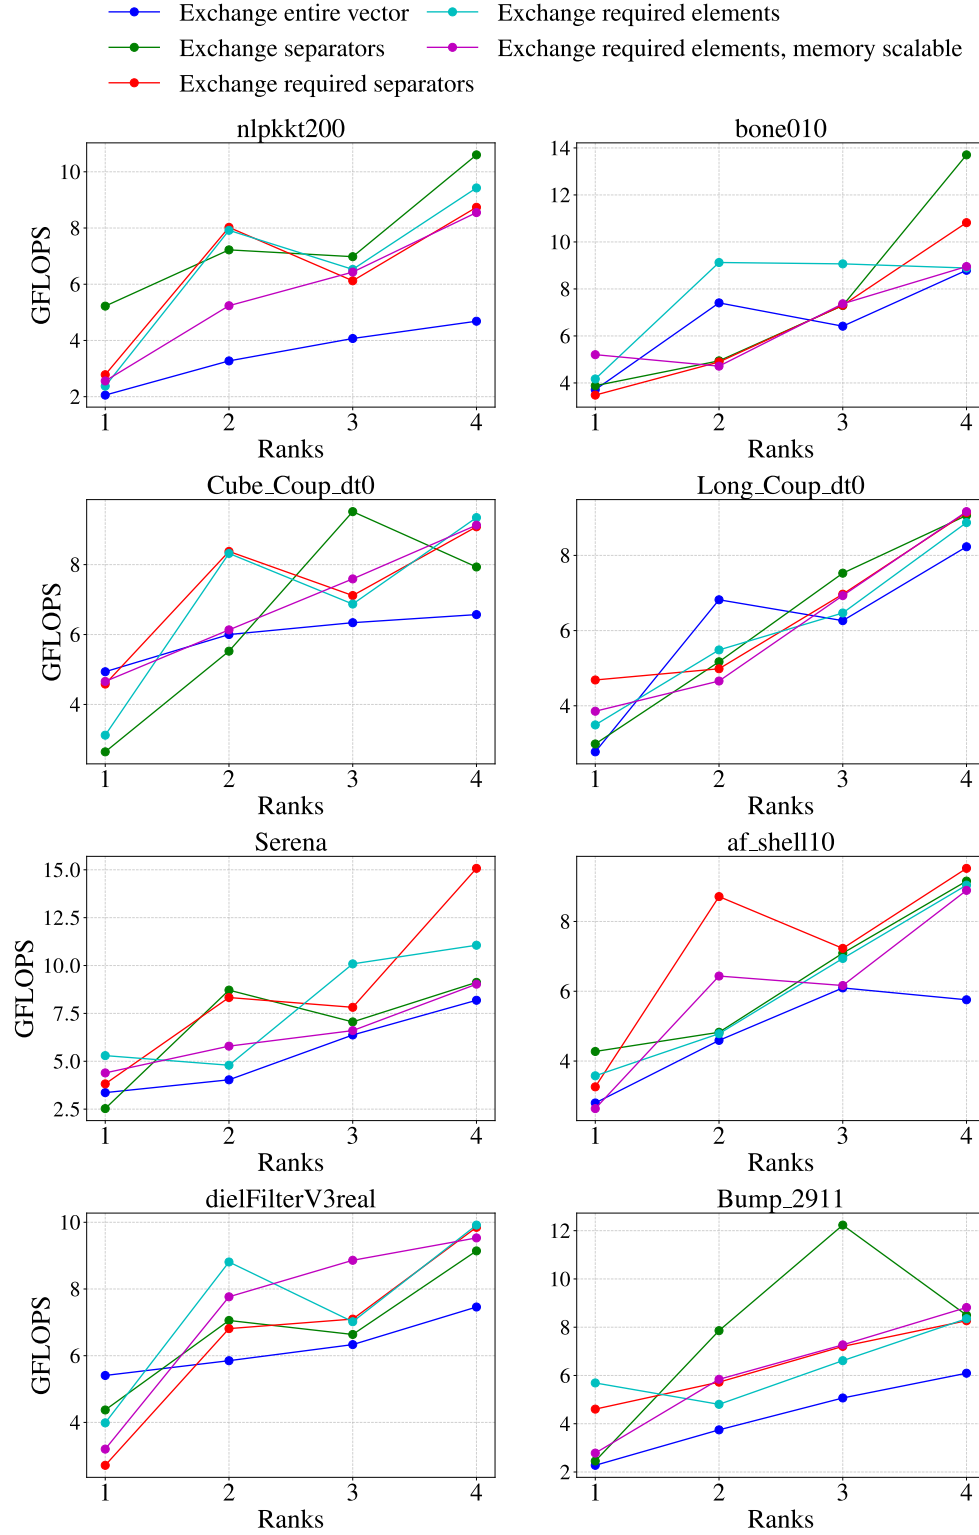 Exchange entire vector
Exchange separators
Exchange required separators
Exchange required elements
Exchange required elements, memory scalable
nlpkkt200
GFLOPS
10
8
6
4
2
1 2 3 4
Ranks
bone010
14
12
10
8
6
4
1 2 3 4
Ranks
Cube_Coup_dt0
GFLOPS
8
6
4
1 2 3 4
Ranks
Long_Coup_dt0
8
6
4
1 2 3 4
Ranks
Serena
GFLOPS
15.0
12.5
10.0
7.5
5.0
2.5
1 2 3 4
Ranks
af_shell10
8
6
4
1 2 3 4
Ranks
dielFilterV3real
GFLOPS
10
8
6
4
1 2 3 4
Ranks
Bump_2911
12
10
8
6
4
2
1 2 3 4
Ranks